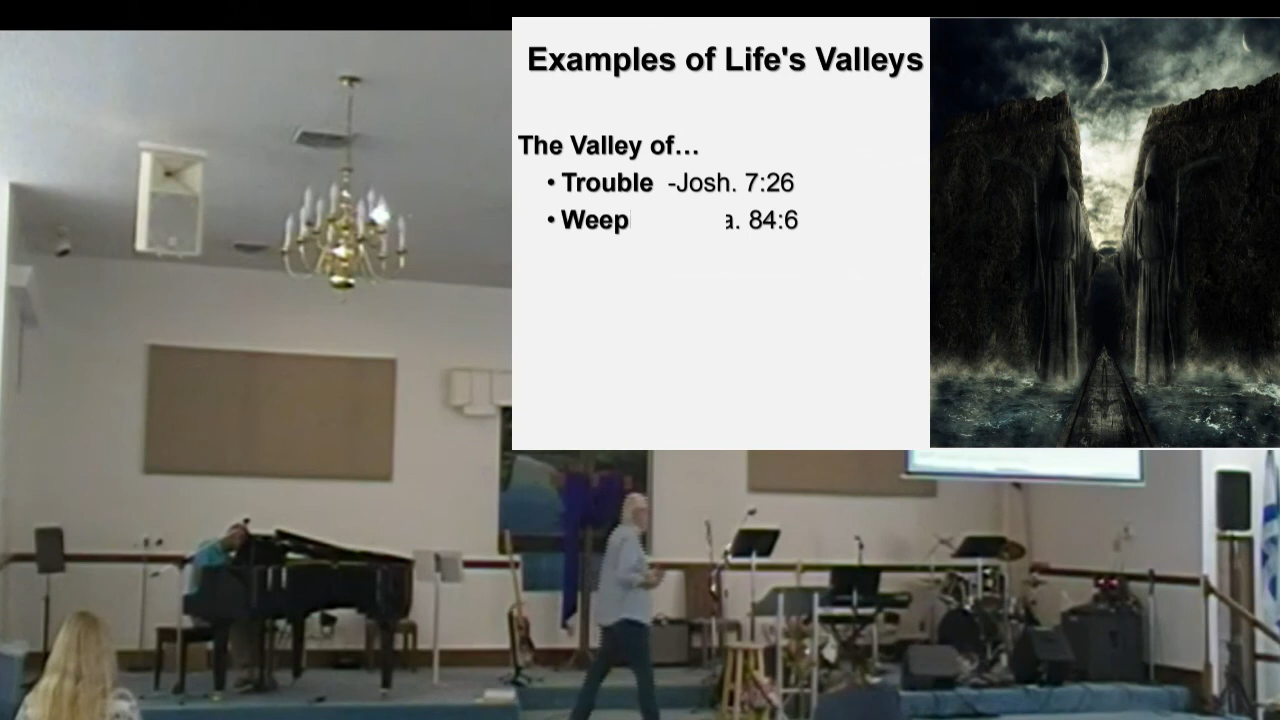 Examples of Life's Valleys
The Valley of…
• Trouble -Josh. 7:26
• Weep a. 84:6